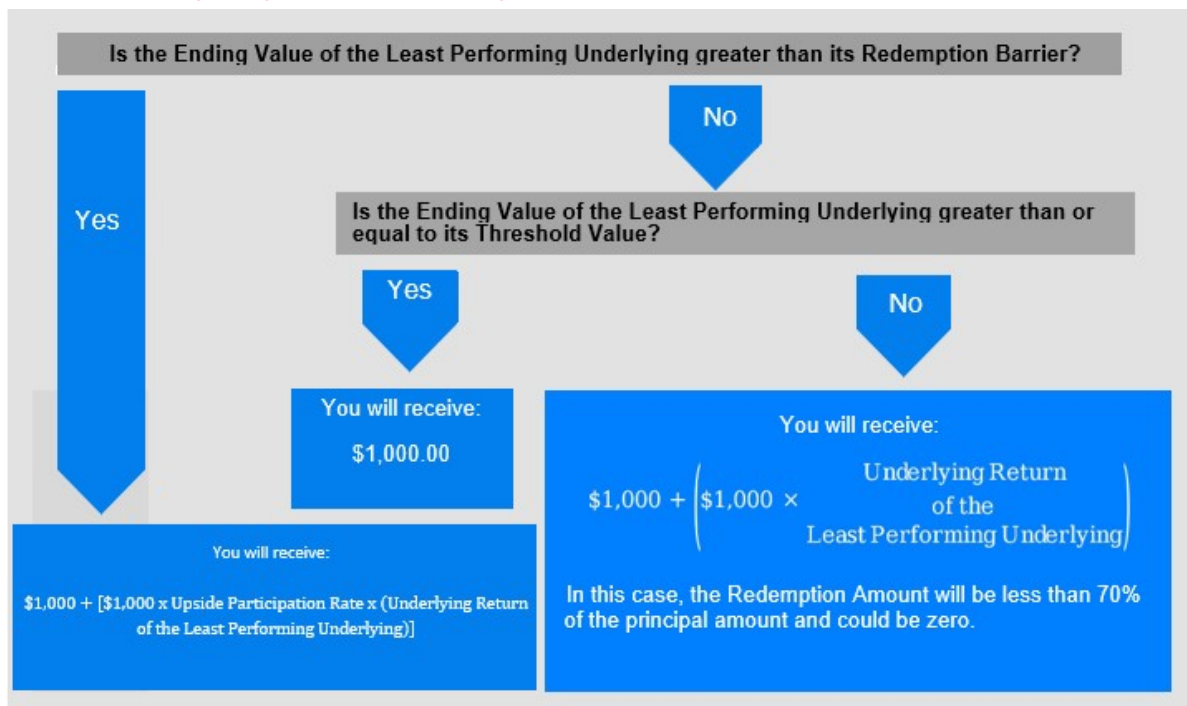 Is the Ending Value of the Least Performing Underlying greater than its Redemption Barrier?
No
Yes
Is the Ending Value of the Least Performing Underlying greater than or
equal to its Threshold Value?
Yes
No
You will receive:
$1,000.00
You will receive:
$1,000 + ($1,000 × Underlying Return
of the
Least Performing Underlying)
In this case, the Redemption Amount will be less than 70%
of the principal amount and could be zero.
You will receive:
$1,000 + [$1,000 x Upside Participation Rate x (Underlying Return
of the Least Performing Underlying)]